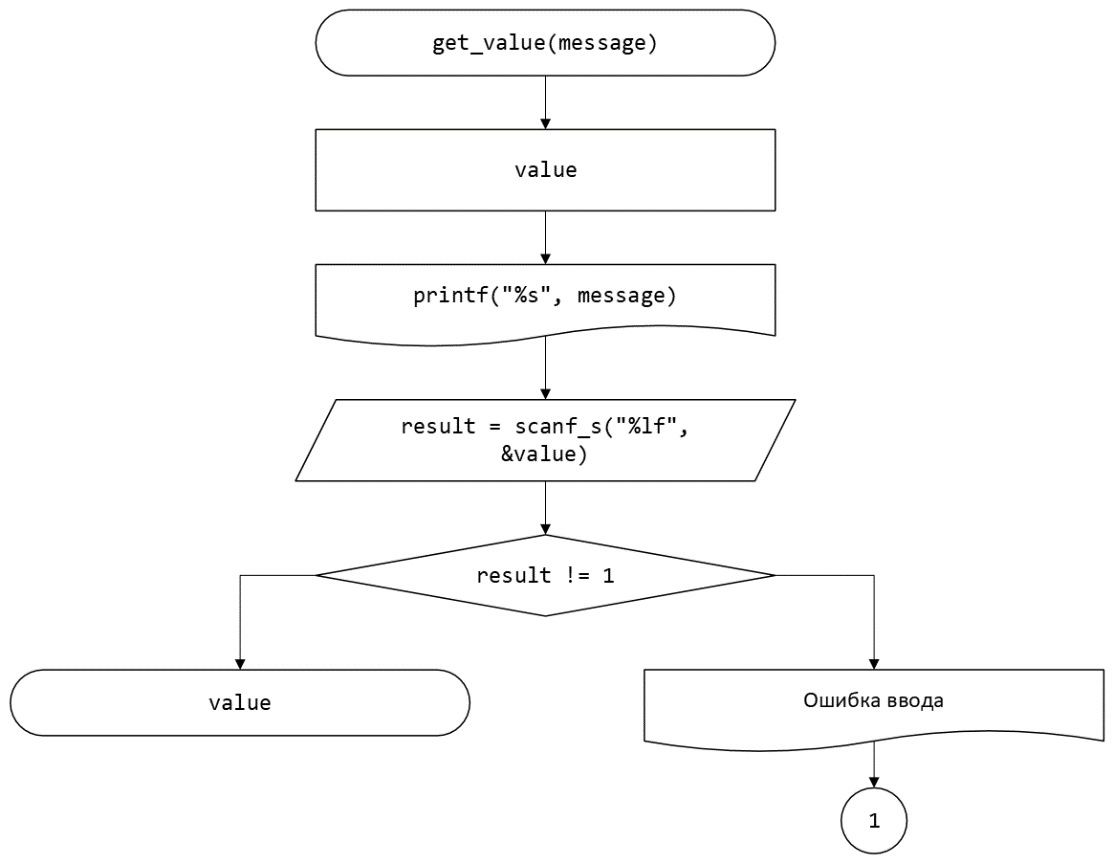 get_value(message)
value
printf("%s", message)
result = scanf_s("%lf",
&value)
result != 1
value
Ошибка ввода
1